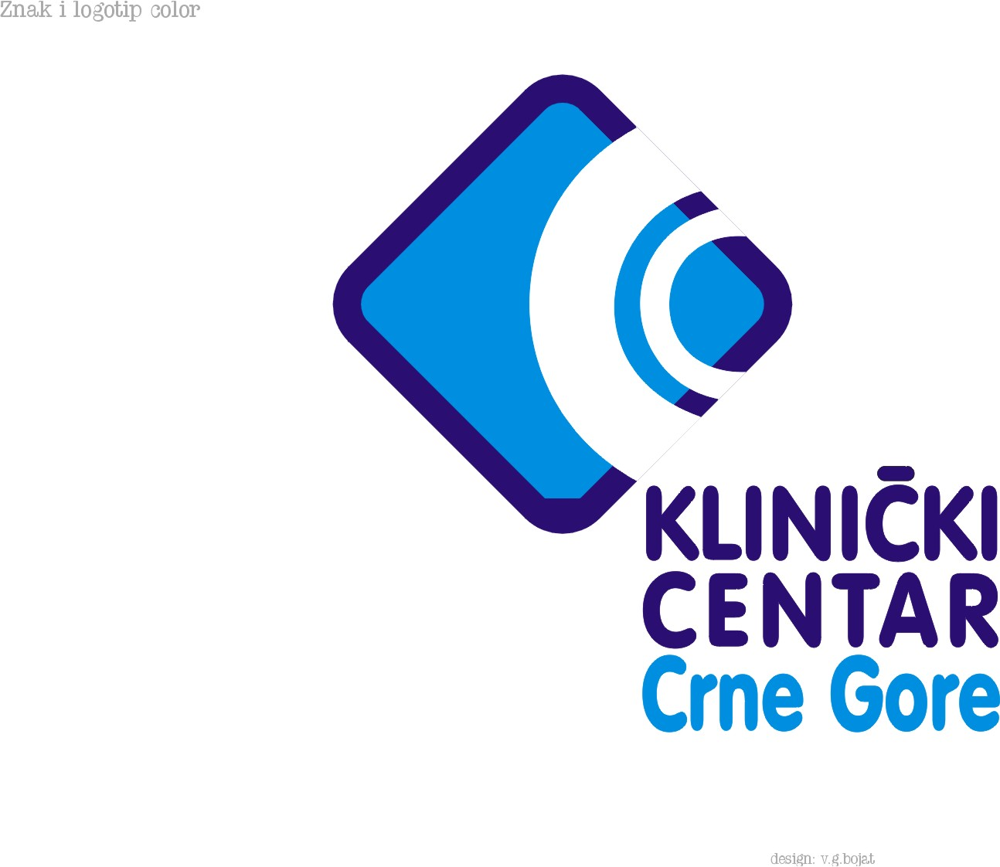 Znak i logotip color
KLINIČKI
CENTAR
Crne Gore
design: v.g.bojat